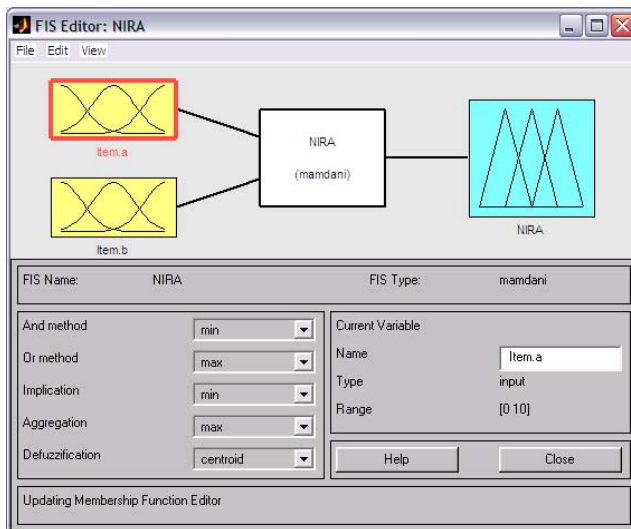 FIS Editor: NIRA
File Edit View
Item.a
Item.b
NIRA
(mamdani)
NIRA
FIS Name: NIRA FIS Type: mamdani
And method min
Or method max
Implication min
Aggregation max
Defuzzification centroid
Current Variable
Name Item.a
Type input
Range [0 10]
Help Close
Updating Membership Function Editor